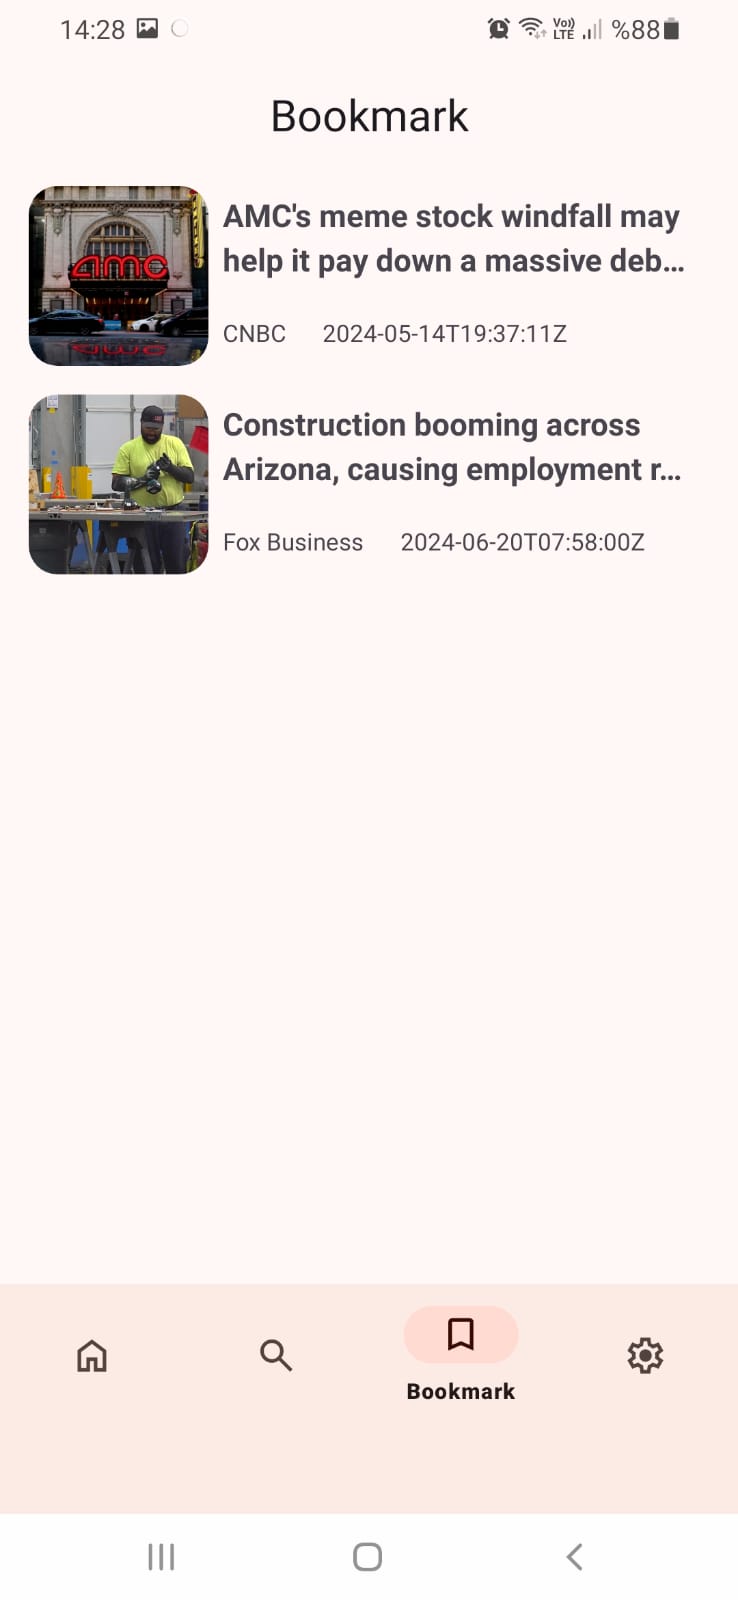 14:28
Vo)) LTE %88
Bookmark
amc
AMC's meme stock windfall may
help it pay down a massive deb...
CNBC 2024-05-14T19:37:11Z
Construction booming across
Arizona, causing employment r...
Fox Business 2024-06-20T07:58:00Z
Bookmark